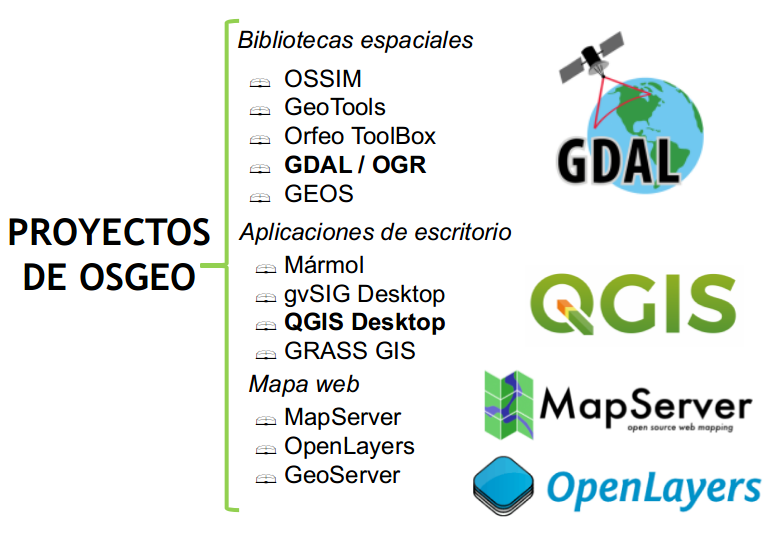 PROYECTOS
DE OSGEO
Bibliotecas espaciales
OSSIM
GeoTools
Orfeo ToolBox
GDAL / OGR
GEOS
Aplicaciones de escritorio
Mármol
gvSIG Desktop
QGIS Desktop
GRASS GIS
Mapa web
MapServer
OpenLayers
GeoServer
GDAL
QGIS
MapServer
open source web mapping
OpenLayers